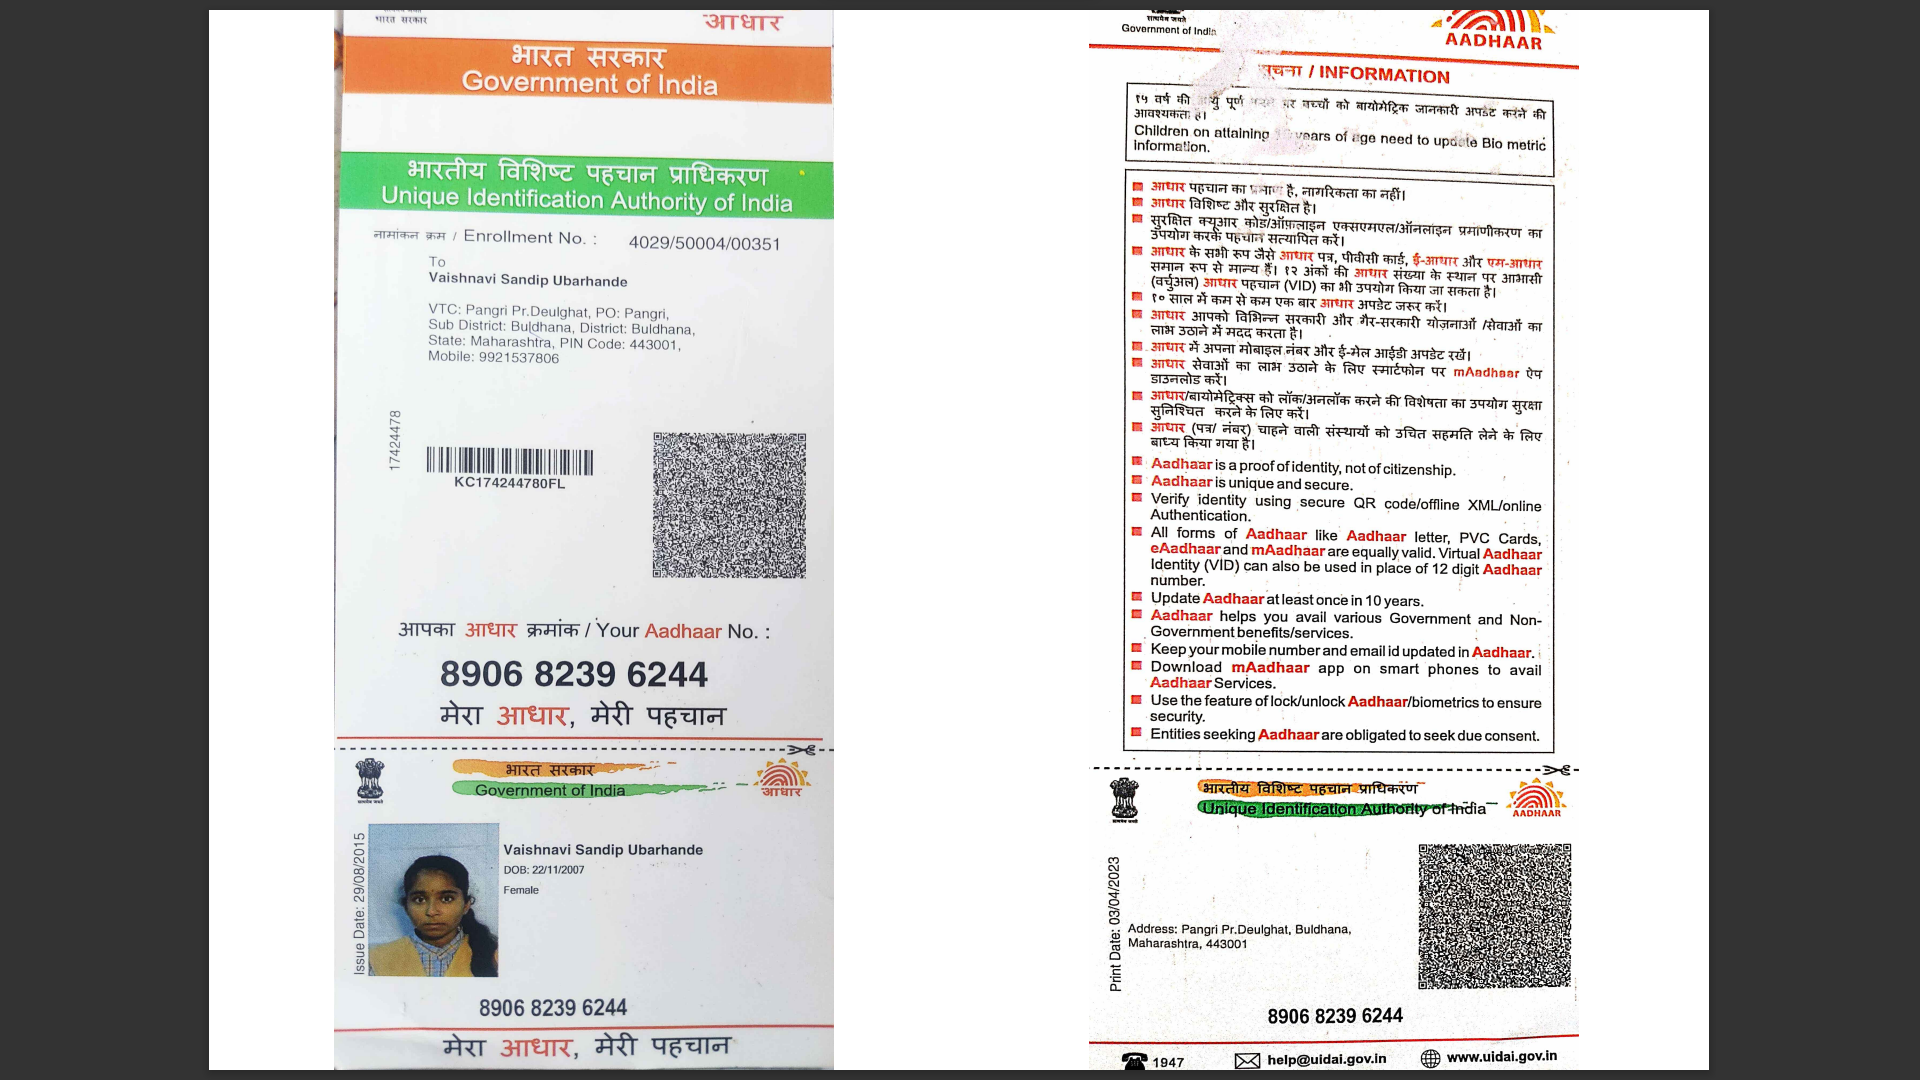 भारत सरकार
आधार
भारत सरकार
Government of India
भारतीय विशिष्ट पहचान प्राधिकरण
Unique Identification Authority of India
नामांकन क्रम / Enrollment No. : 4029/50004/00351
To
Vaishnavi Sandip Ubarhande
VTC: Pangri Pr.Deulghat, PO: Pangri,
Sub District: Buldhana, District: Buldhana,
State: Maharashtra, PIN Code: 443001,
Mobile: 9921537806
17424478
KC174244780FL
आपका आधार क्रमांक / Your Aadhaar No. :
8906 8239 6244
मेरा आधार, मेरी पहचान
भारत सरकार
Government of India
आधार
Issue Date: 29/08/2015
Vaishnavi Sandip Ubarhande
DOB: 22/11/2007
Female
8906 8239 6244
मेरा आधार, मेरी पहचान
सत्यमेव जयते
Government of India
AADHAAR
सूचना / INFORMATION
१५ वर्ष की पूर्ण पर बच्चों को बायोमेट्रिक जानकारी अपडेट करने की
आवश्यकता है।
Children on attaining years of age need to update Bio metric
Information.
आधार पहचान का प्रमाण है, नागरिकता का नहीं।
आधार विशिष्ट और सुरक्षित है।
सुरक्षित क्यूआर कोड/ऑफ़लाइन एक्सएमएल/ऑनलाइन प्रमाणीकरण का
उपयोग करके पहचान सत्यापित करें।
आधार के सभी रूप जैसे आधार पत्र, पीवीसी कार्ड, ई-आधार और एम-आधार
समान रूप से मान्य हैं। १२ अंकों की आधार संख्या के स्थान पर आभासी
(वर्चुअल) आधार पहचान (VID) का भी उपयोग किया जा सकता है।
१० साल में कम से कम एक बार आधार अपडेट जरूर करें।
आधार आपको विभिन्न सरकारी और गैर-सरकारी योजनाओं /सेवाओं का
लाभ उठाने में मदद करता है।
आधार में अपना मोबाइल नंबर और ई-मेल आईडी अपडेट रखें।
आधार सेवाओं का लाभ उठाने के लिए स्मार्टफोन पर mAadhaar ऐप
डाउनलोड करें।
आधार/बायोमेट्रिक्स को लॉक/अनलॉक करने की विशेषता का उपयोग सुरक्षा
सुनिश्चित करने के लिए करें।
आधार (पत्र/ नंबर) चाहने वाली संस्थायों को उचित सहमति लेने के लिए
बाध्य किया गया है।
Aadhaar is a proof of identity, not of citizenship.
Aadhaar is unique and secure.
Verify identity using secure QR code/offline XML/online
Authentication.
All forms of Aadhaar like Aadhaar letter, PVC Cards,
eAadhaar and mAadhaar are equally valid. Virtual Aadhaar
Identity (VID) can also be used in place of 12 digit Aadhaar
number.
Update Aadhaar at least once in 10 years.
Aadhaar helps you avail various Government and Non-
Government benefits/services.
Keep your mobile number and email id updated in Aadhaar.
Download mAadhaar app on smart phones to avail
Aadhaar Services.
Use the feature of lock/unlock Aadhaar/biometrics to ensure
security.
Entities seeking Aadhaar are obligated to seek due consent.
भारतीय विशिष्ट पहचान प्राधिकरण
Unique Identification Authority of India
AADHAAR
Print Date: 03/04/2023
Address: Pangri Pr.Deulghat, Buldhana,
Maharashtra, 443001
8906 8239 6244
1947
help@uidai.gov.in
www.uidai.gov.in